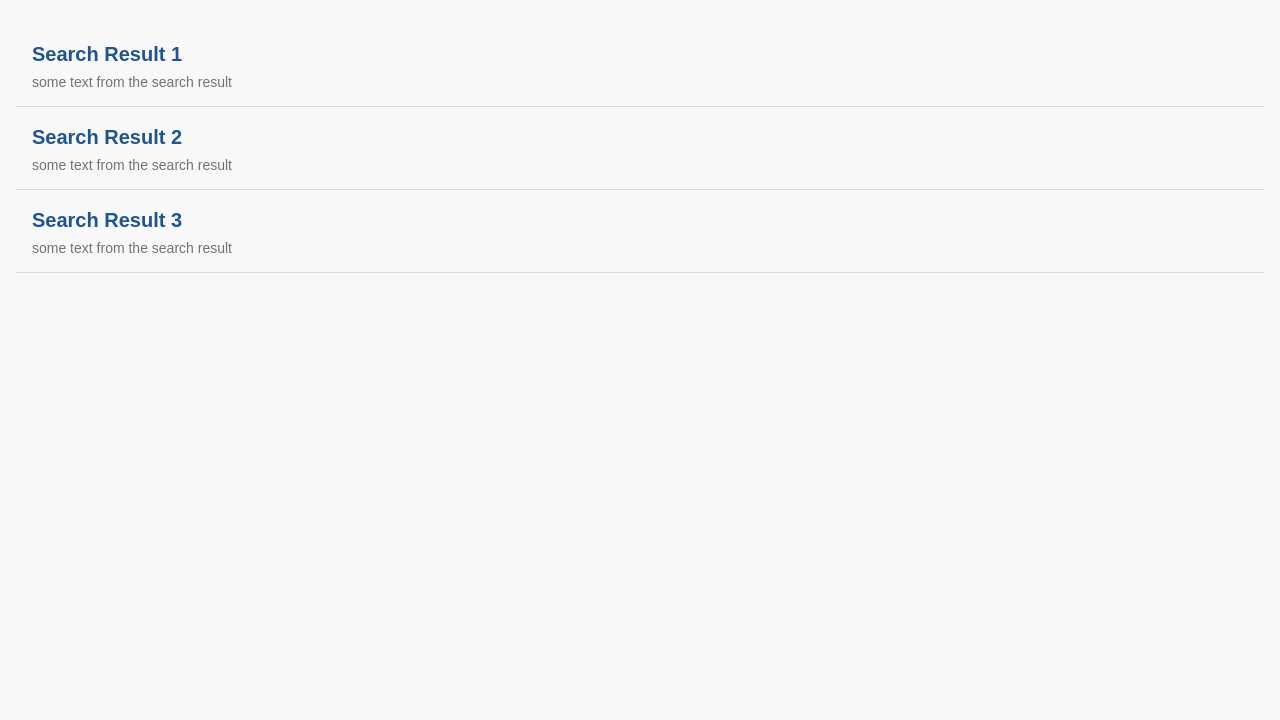 Search Result 1
some text from the search result
Search Result 2
some text from the search result
Search Result 3
some text from the search result